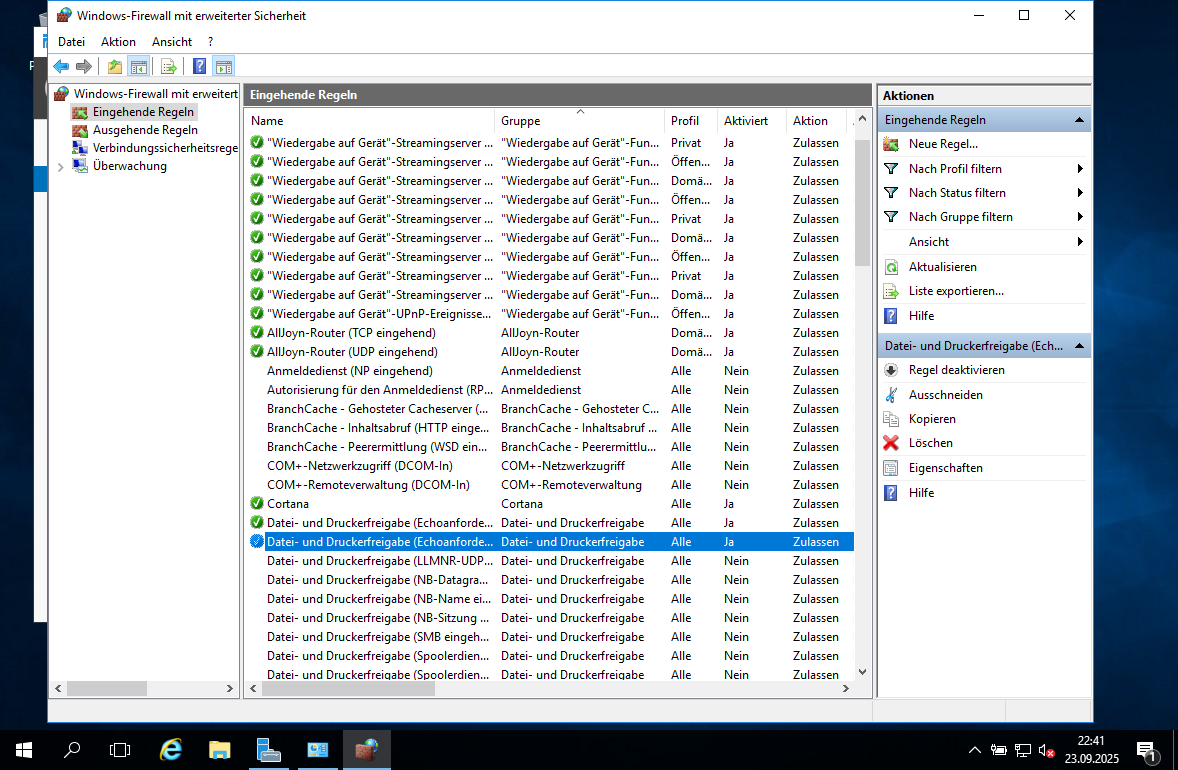 Windows-Firewall mit erweiterter Sicherheit
Datei Aktion Ansicht ?
Windows-Firewall mit erweitert
Eingehende Regeln
Ausgehende Regeln
Verbindungssicherheitsrege
Überwachung
Eingehende Regeln
Name Gruppe Profil Aktiviert Aktion
"Wiedergabe auf Gerät"-Streamingserver ... "Wiedergabe auf Gerät"-Fun... Privat Ja Zulassen
"Wiedergabe auf Gerät"-Streamingserver ... "Wiedergabe auf Gerät"-Fun... Öffen... Ja Zulassen
"Wiedergabe auf Gerät"-Streamingserver ... "Wiedergabe auf Gerät"-Fun... Domä... Ja Zulassen
"Wiedergabe auf Gerät"-Streamingserver ... "Wiedergabe auf Gerät"-Fun... Öffen... Ja Zulassen
"Wiedergabe auf Gerät"-Streamingserver ... "Wiedergabe auf Gerät"-Fun... Privat Ja Zulassen
"Wiedergabe auf Gerät"-Streamingserver ... "Wiedergabe auf Gerät"-Fun... Domä... Ja Zulassen
"Wiedergabe auf Gerät"-Streamingserver ... "Wiedergabe auf Gerät"-Fun... Öffen... Ja Zulassen
"Wiedergabe auf Gerät"-Streamingserver ... "Wiedergabe auf Gerät"-Fun... Privat Ja Zulassen
"Wiedergabe auf Gerät"-Streamingserver ... "Wiedergabe auf Gerät"-Fun... Domä... Ja Zulassen
"Wiedergabe auf Gerät"-UPnP-Ereignisse... "Wiedergabe auf Gerät"-Fun... Öffen... Ja Zulassen
AllJoyn-Router (TCP eingehend) AllJoyn-Router Domä... Ja Zulassen
AllJoyn-Router (UDP eingehend) AllJoyn-Router Domä... Ja Zulassen
Anmeldedienst (NP eingehend) Anmeldedienst Alle Nein Zulassen
Autorisierung für den Anmeldedienst (RP... Anmeldedienst Alle Nein Zulassen
BranchCache - Gehosteter Cacheserver (... BranchCache - Gehosteter C... Alle Nein Zulassen
BranchCache - Inhaltsabruf (HTTP einge... BranchCache - Inhaltsabruf ... Alle Nein Zulassen
BranchCache - Peerermittlung (WSD ein... BranchCache - Peerermittlu... Alle Nein Zulassen
COM+-Netzwerkzugriff (DCOM-In) COM+-Netzwerkzugriff Alle Nein Zulassen
COM+-Remoteverwaltung (DCOM-In) COM+-Remoteverwaltung Alle Nein Zulassen
Cortana Cortana Alle Ja Zulassen
Datei- und Druckerfreigabe (Echoanforde... Datei- und Druckerfreigabe Alle Ja Zulassen
Datei- und Druckerfreigabe (Echoanforde... Datei- und Druckerfreigabe Alle Ja Zulassen
Datei- und Druckerfreigabe (LLMNR-UDP... Datei- und Druckerfreigabe Alle Nein Zulassen
Datei- und Druckerfreigabe (NB-Datagra... Datei- und Druckerfreigabe Alle Nein Zulassen
Datei- und Druckerfreigabe (NB-Name ei... Datei- und Druckerfreigabe Alle Nein Zulassen
Datei- und Druckerfreigabe (NB-Sitzung ... Datei- und Druckerfreigabe Alle Nein Zulassen
Datei- und Druckerfreigabe (SMB eingeh... Datei- und Druckerfreigabe Alle Nein Zulassen
Datei- und Druckerfreigabe (Spoolerdien... Datei- und Druckerfreigabe Alle Nein Zulassen
Datei- und Druckerfreigabe (Spoolerdien... Datei- und Druckerfreigabe Alle Nein Zulassen
Aktionen
Eingehende Regeln
Neue Regel...
Nach Profil filtern
Nach Status filtern
Nach Gruppe filtern
Ansicht
Aktualisieren
Liste exportieren...
Hilfe
Datei- und Druckerfreigabe (Ech...
Regel deaktivieren
Ausschneiden
Kopieren
Löschen
Eigenschaften
Hilfe
22:41
23.09.2025
1